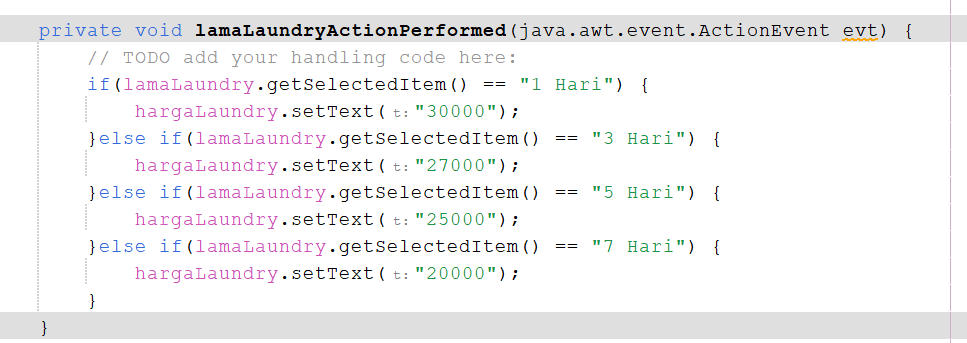 private void lamaLaundryActionPerformed(java.awt.event.ActionEvent evt) {
    // TODO add your handling code here:
    if(lamaLaundry.getSelectedItem() == "1 Hari") {
        hargaLaundry.setText( t: "30000");
    }else if(lamaLaundry.getSelectedItem() == "3 Hari") {
        hargaLaundry.setText( t: "27000");
    }else if(lamaLaundry.getSelectedItem() == "5 Hari") {
        hargaLaundry.setText( t: "25000");
    }else if(lamaLaundry.getSelectedItem() == "7 Hari") {
        hargaLaundry.setText( t: "20000");
    }
}